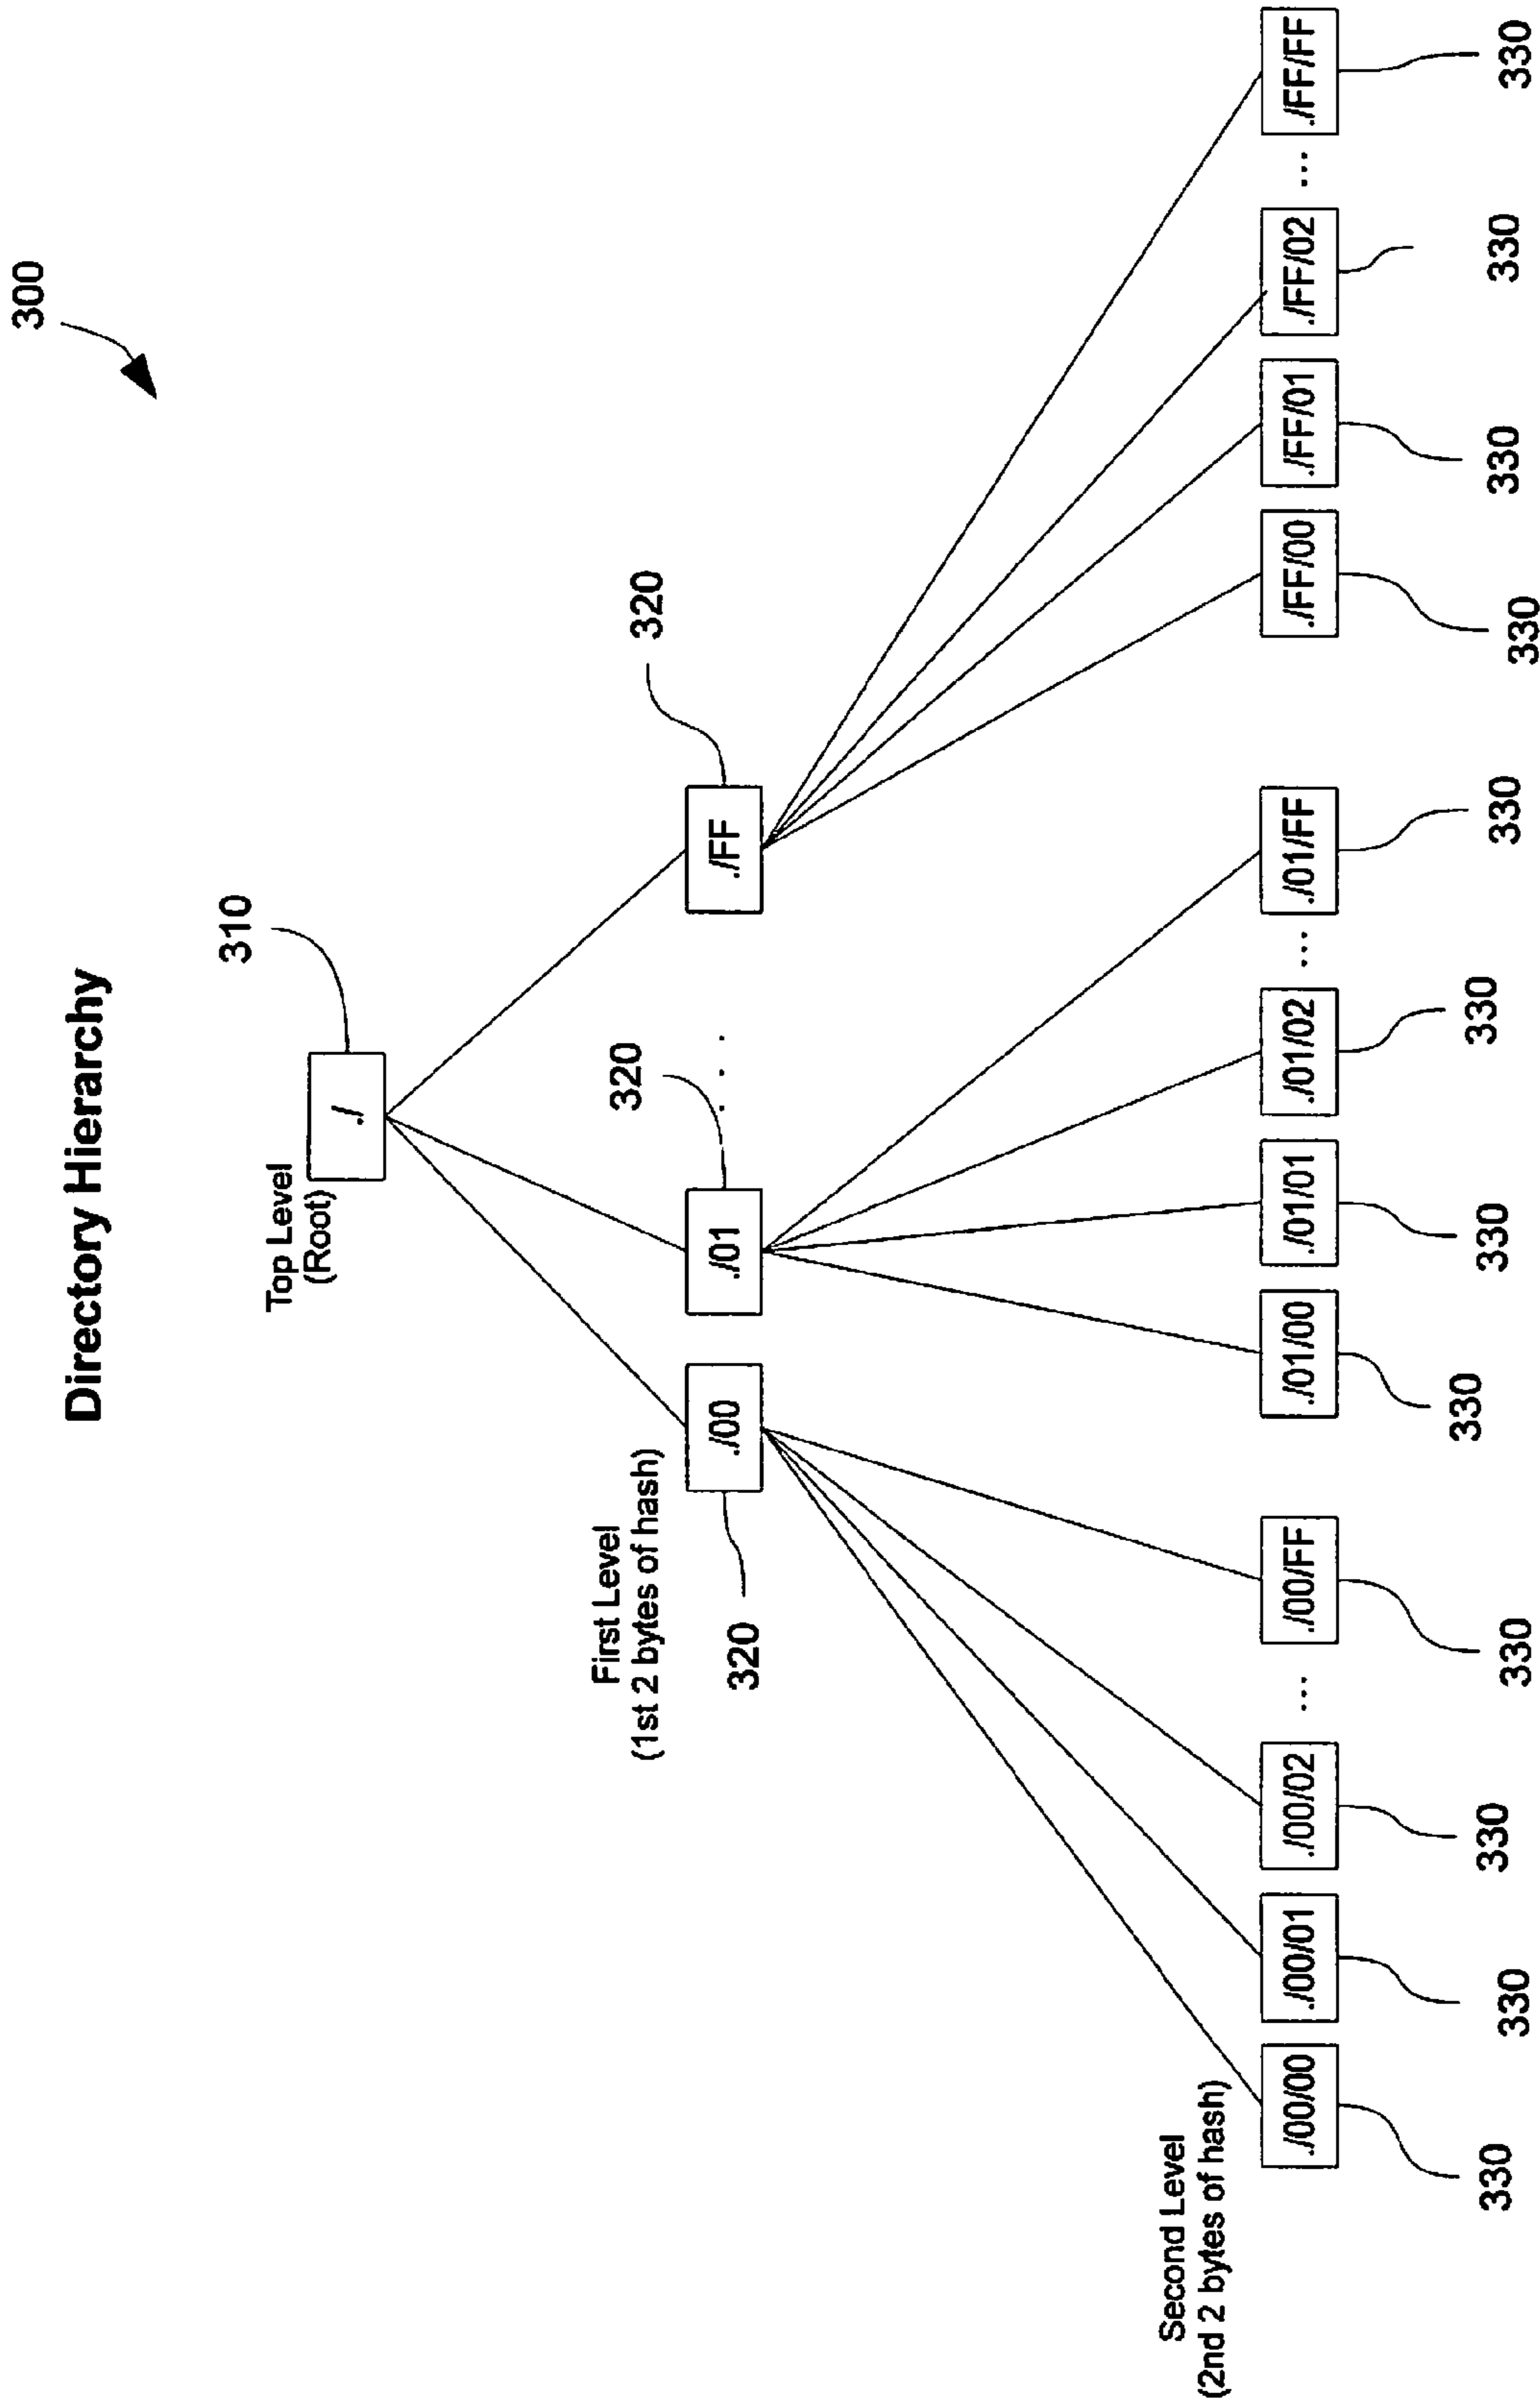 Directory Hierarchy
300
310
Top Level
(Root)
./
First Level
(1st 2 bytes of hash)
320
320
320
./00
./01
. . .
./FF
Second Level
(2nd 2 bytes of hash)
./00/00
./00/01
./00/02
...
./00/FF
./01/00
./01/01
./01/02
...
./01/FF
./FF/00
./FF/01
./FF/02
...
./FF/FF
330
330
330
330
330
330
330
330
330
330
330
330